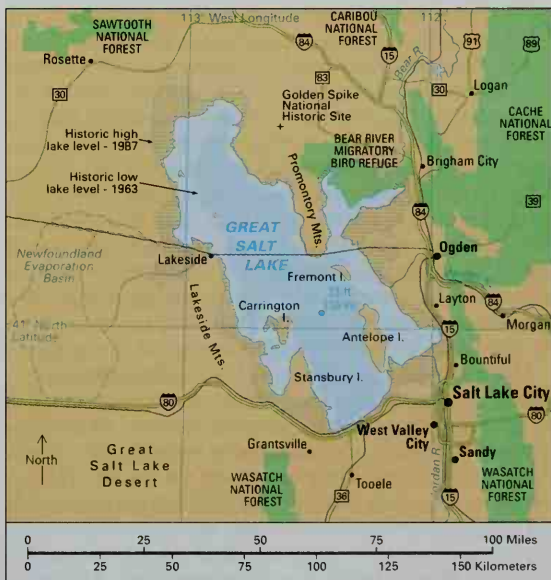 113 West Longitude
112
SAWTOOTH
NATIONAL
FOREST
CARIBOU
NATIONAL
FOREST
84
15
Bear R.
91
89
Rosette
30
83
30
Logan
Golden Spike
National
Historic Site
CACHE
NATIONAL
FOREST
Historic high
lake level - 1987
BEAR RIVER
MIGRATORY
BIRD REFUGE
Brigham City
Historic low
lake level - 1963
Promontory Mts.
39
84
GREAT
SALT
LAKE
Ogden
Newfoundland
Evaporation
Basin
Lakeside
Fremont I.
Layton
84
Lakeside Mts.
Carrington
I.
Morgan
41° North
Latitude
Antelope I.
15
Bountiful
Stansbury I.
80
Salt Lake City
80
West Valley
City
North
Great
Salt Lake
Desert
Grantsville
Sandy
Jordan R.
WASATCH
NATIONAL
FOREST
Tooele
36
15
WASATCH
NATIONAL
FOREST
0 25 50 75 100 Miles
0 25 50 75 100 125 150 Kilometers